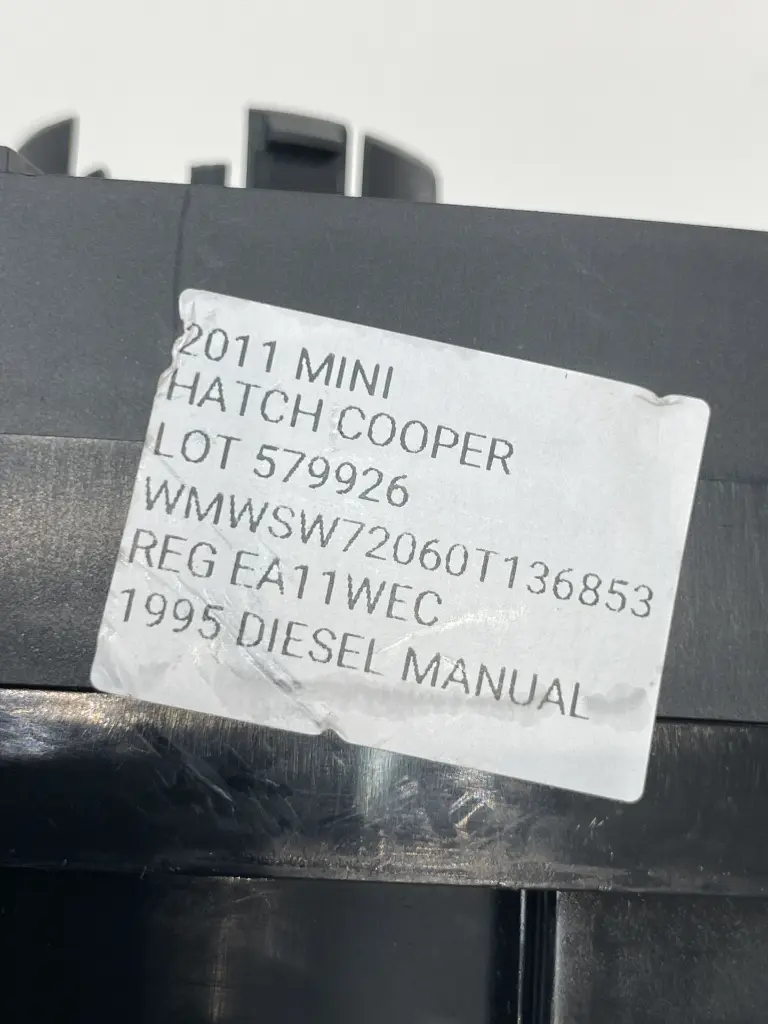 2011 MINI
HATCH COOPER
LOT 579926
WMWSW72060T136853
REG EA11WEC
1995 DIESEL MANUAL